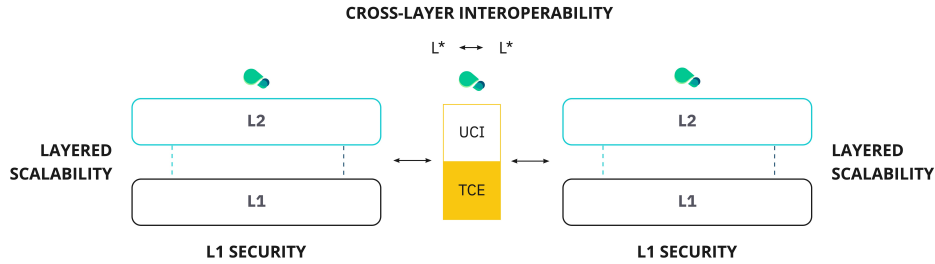 CROSS-LAYER INTEROPERABILITY
L* L*
L2
UCI
L2
LAYERED
SCALABILITY
LAYERED
SCALABILITY
TCE
L1
L1
L1 SECURITY
L1 SECURITY